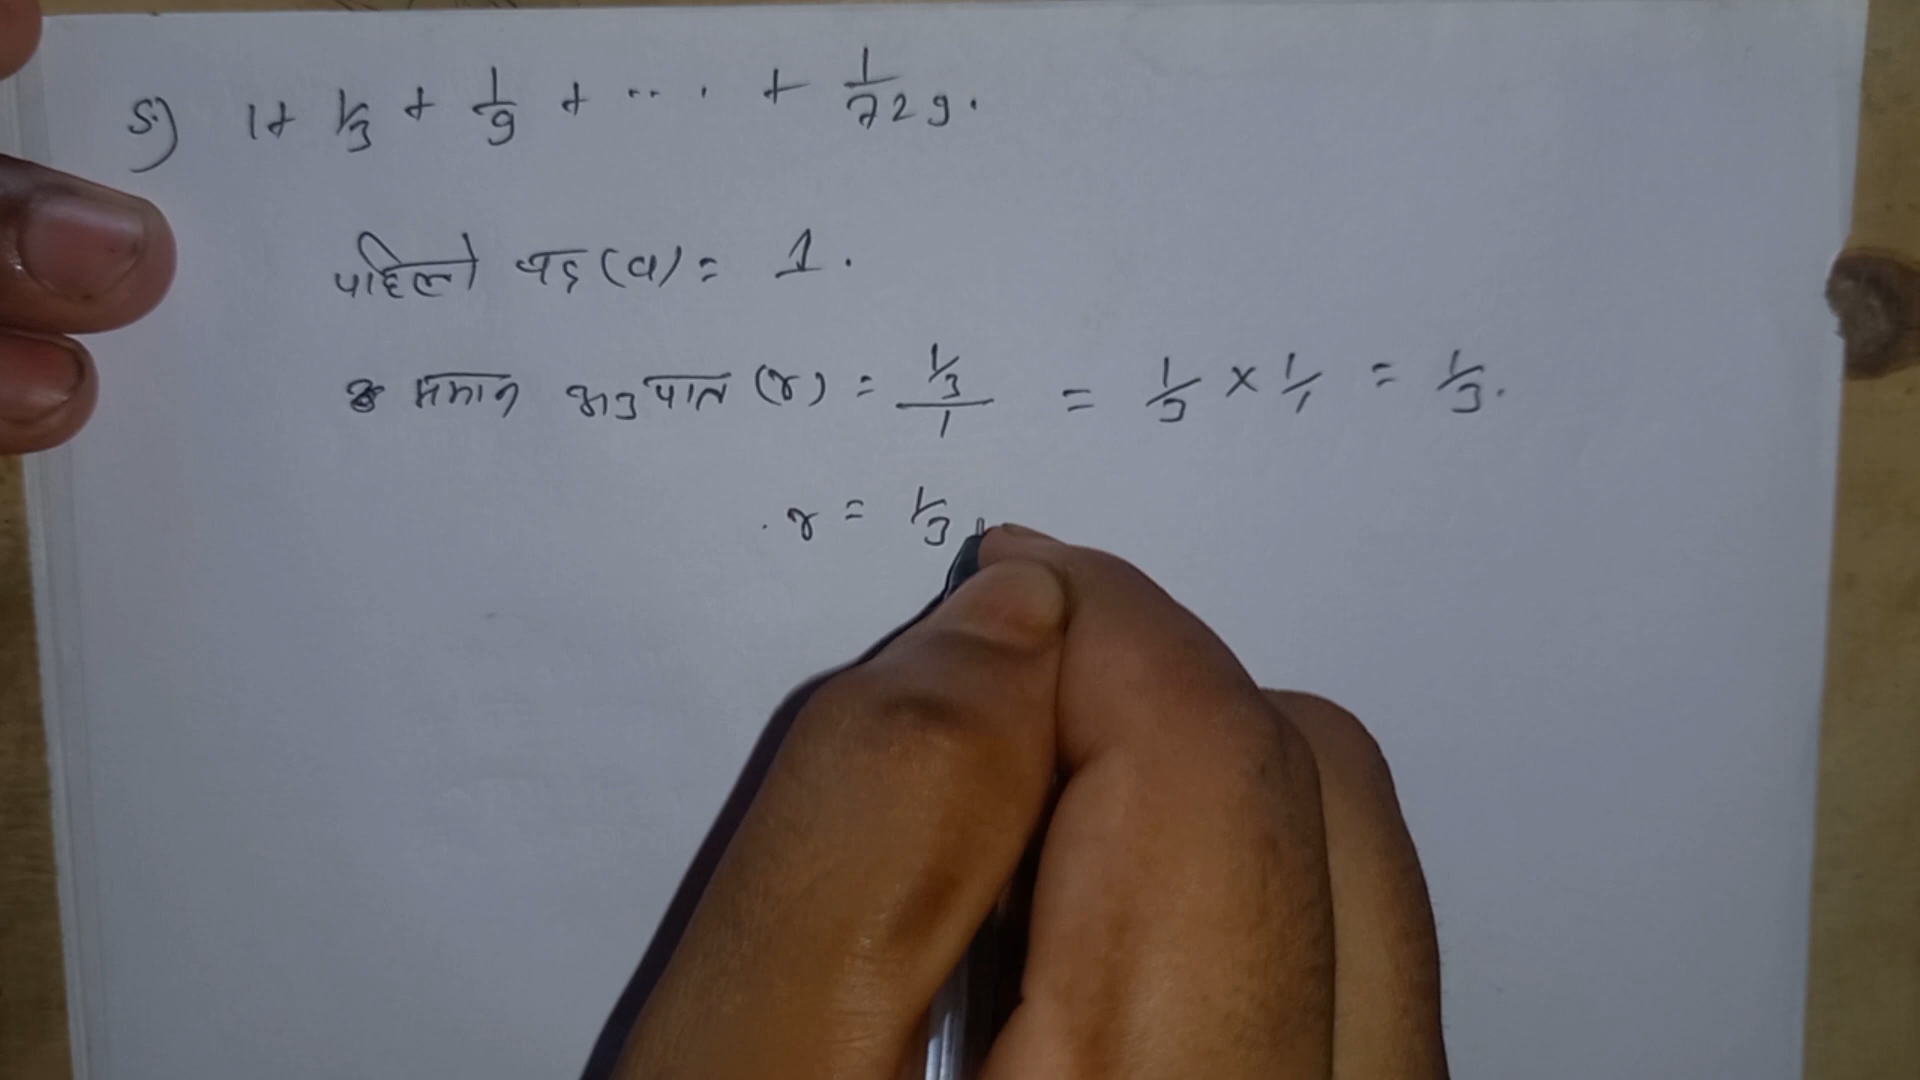 5) 1 + 1/3 + 1/9 + ... + 1/729.
पहिलो पद (a) = 1.
समान अनुपात (r) = (1/3)/1 = 1/3 × 1/1 = 1/3.
r = 1/3